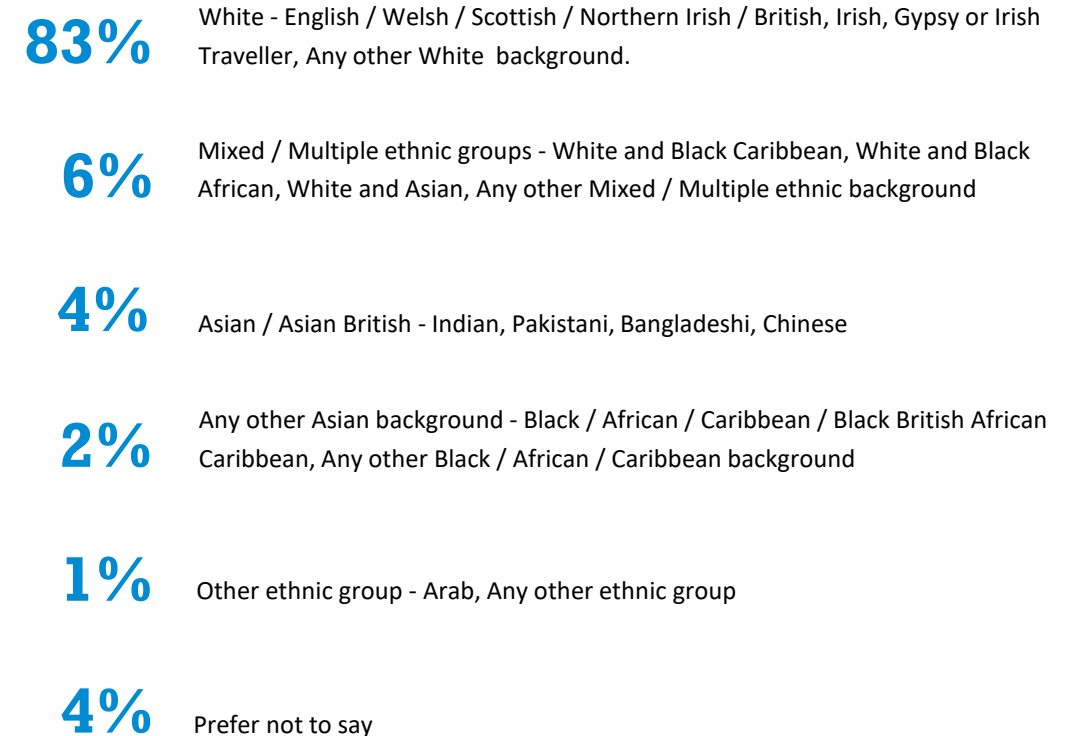 83%
White - English / Welsh / Scottish / Northern Irish / British, Irish, Gypsy or Irish
Traveller, Any other White  background.
6%
Mixed / Multiple ethnic groups - White and Black Caribbean, White and Black
African, White and Asian, Any other Mixed / Multiple ethnic background
4%
Asian / Asian British - Indian, Pakistani, Bangladeshi, Chinese
2%
Any other Asian background - Black / African / Caribbean / Black British African
Caribbean, Any other Black / African / Caribbean background
1%
Other ethnic group - Arab, Any other ethnic group
4%
Prefer not to say